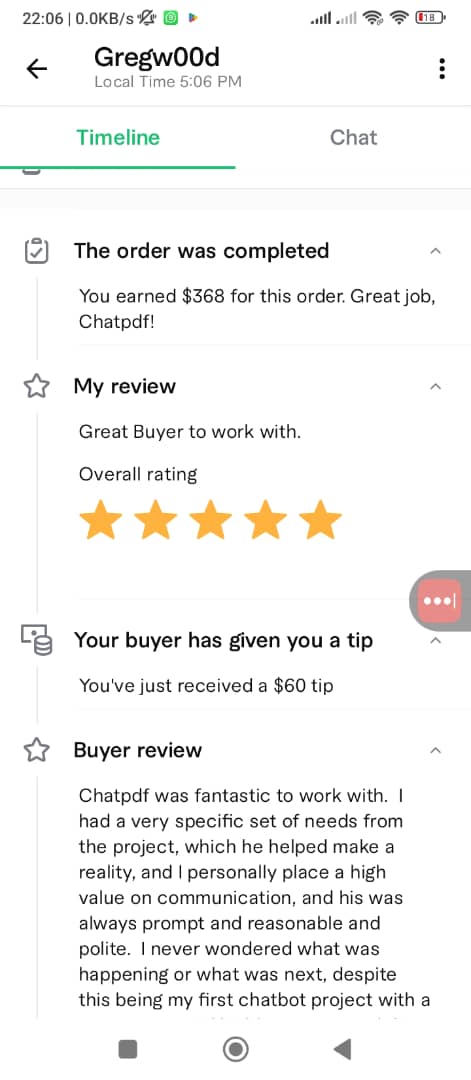 22:06 | 0.0KB/s
18
Gregw00d
Local Time 5:06 PM
Timeline
Chat
The order was completed
You earned $368 for this order. Great job,
Chatpdf!
My review
Great Buyer to work with.
Overall rating
Your buyer has given you a tip
You've just received a $60 tip
Buyer review
Chatpdf was fantastic to work with.  I
had a very specific set of needs from
the project, which he helped make a
reality, and I personally place a high
value on communication, and his was
always prompt and reasonable and
polite.  I never wondered what was
happening or what was next, despite
this being my first chatbot project with a